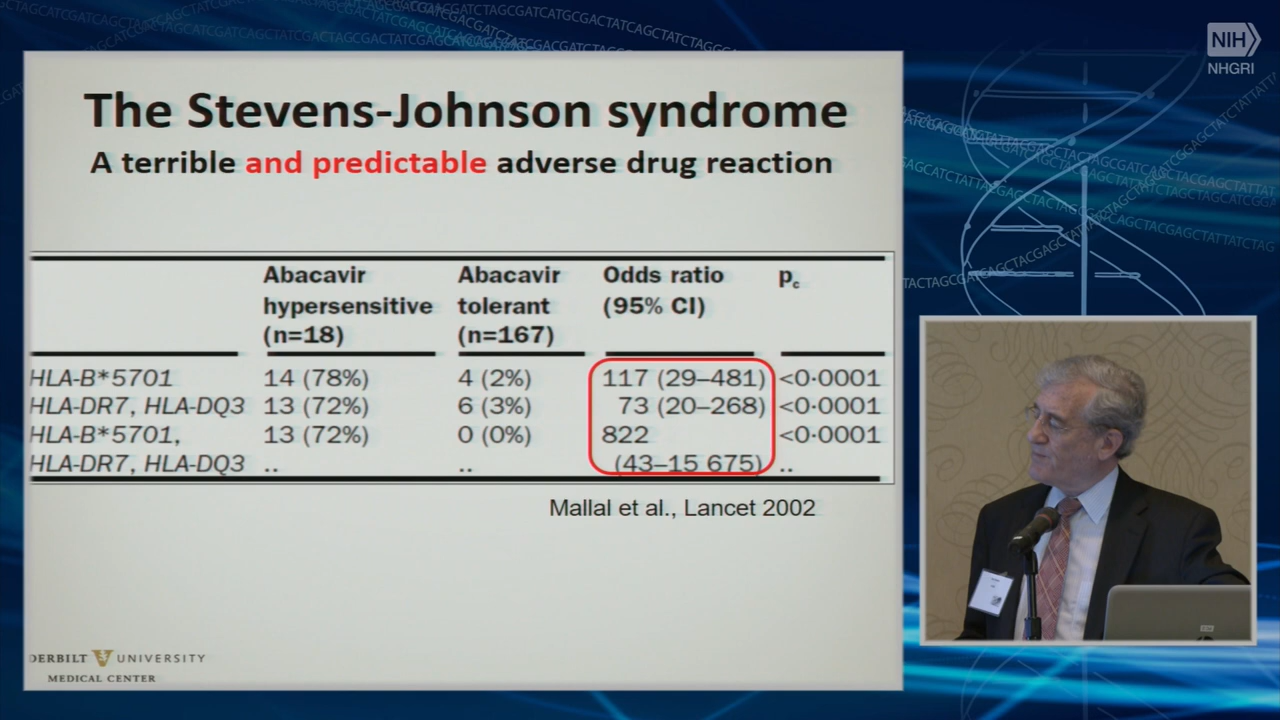 NIH
NHGRI
The Stevens-Johnson syndrome
A terrible and predictable adverse drug reaction
Abacavir hypersensitive (n=18)
Abacavir tolerant (n=167)
Odds ratio (95% CI)
pc
HLA-B*5701 14 (78%) 4 (2%) 117 (29–481) <0·0001
HLA-DR7, HLA-DQ3 13 (72%) 6 (3%) 73 (20–268) <0·0001
HLA-B*5701, 13 (72%) 0 (0%) 822 <0·0001
HLA-DR7, HLA-DQ3 .. .. (43–15 675) ..
Mallal et al., Lancet 2002
DERBILT V UNIVERSITY
MEDICAL CENTER